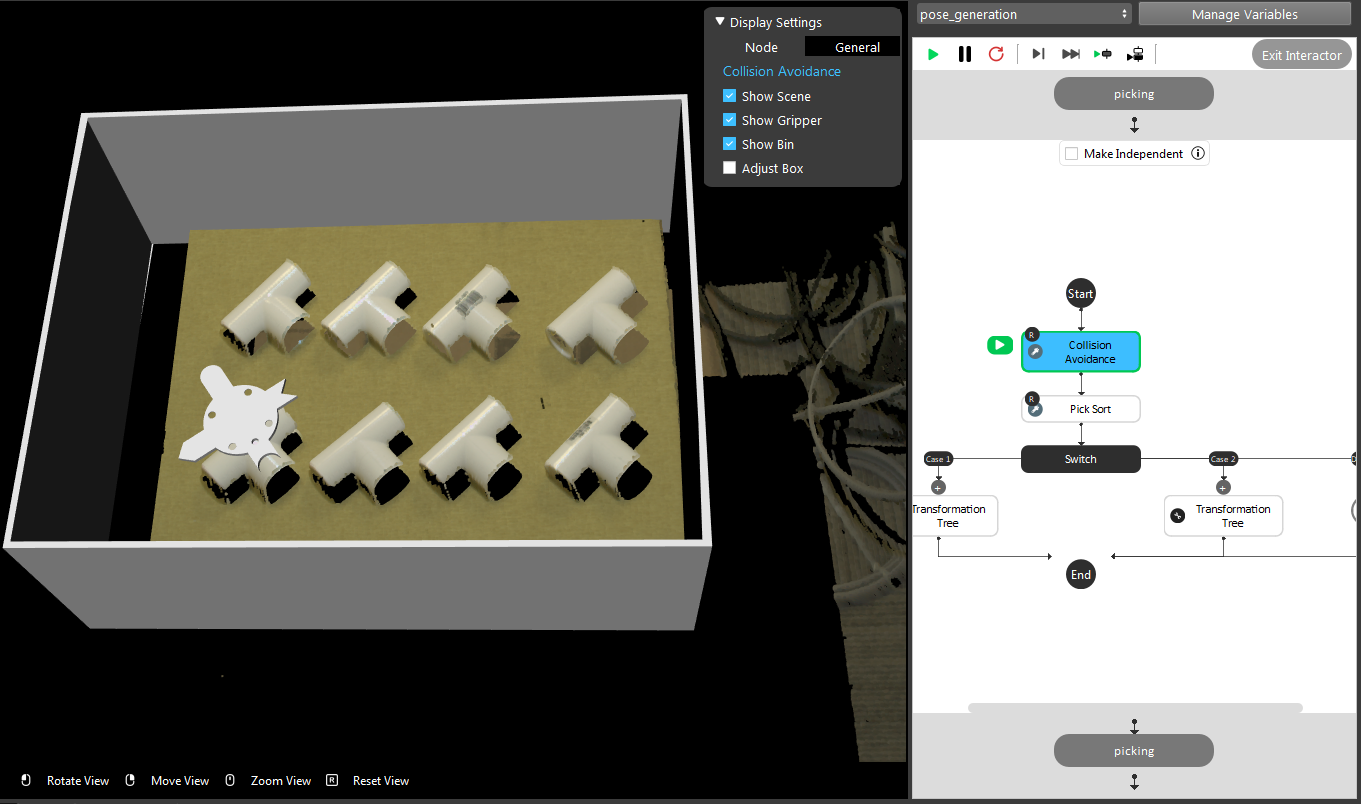 Display Settings
Node
General
Collision Avoidance
Show Scene
Show Gripper
Show Bin
Adjust Box
Rotate View
Move View
Zoom View
R
Reset View
pose_generation
Manage Variables
Exit Interactor
picking
Make Independent
Start
R
Collision
Avoidance
R
Pick Sort
Switch
Case 1
Case 2
Transformation
Tree
Transformation
Tree
End
picking